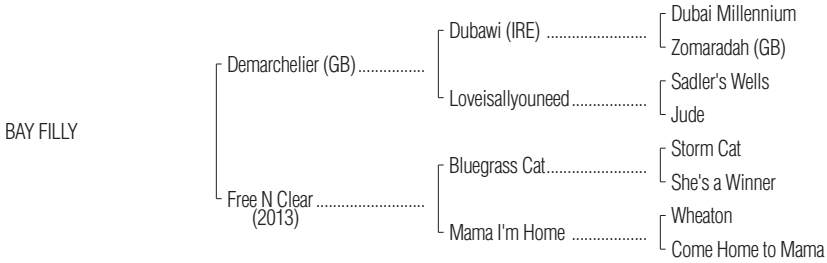 Dubai Millennium
Dubawi (IRE) ........................
Zomaradah (GB)
Demarchelier (GB)................
Sadler's Wells
Loveisallyouneed..................
Jude
BAY FILLY
Storm Cat
Bluegrass Cat........................
She's a Winner
Free N Clear ..........................
(2013)
Wheaton
Mama I'm Home ..................
Come Home to Mama